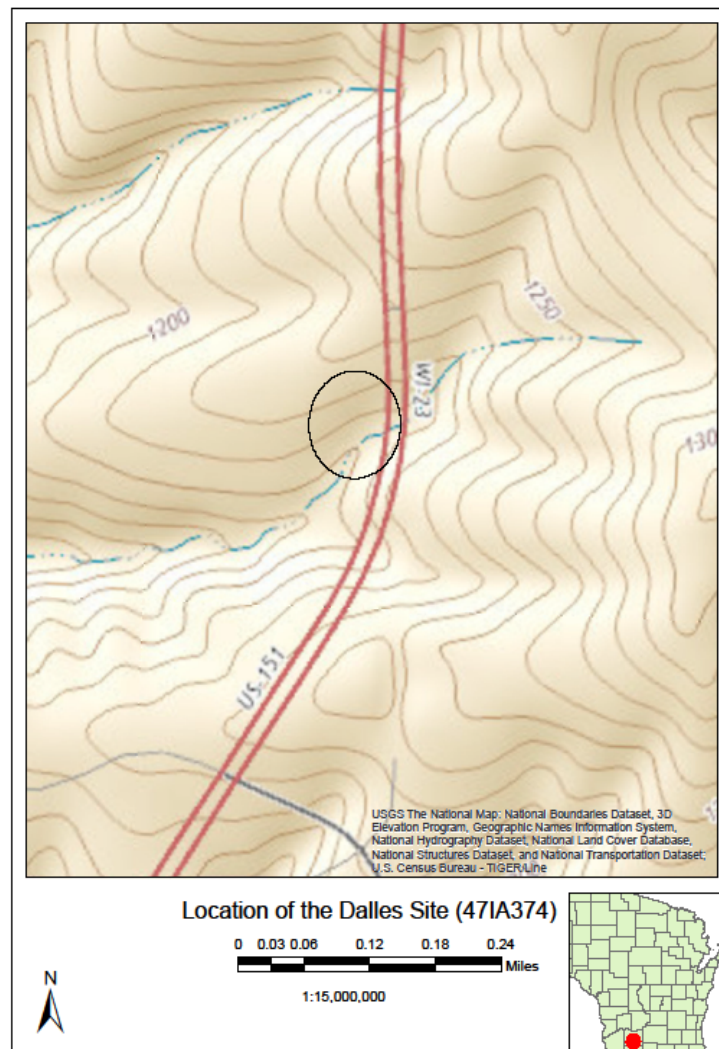 1250
1200
WI-23
130
US-151
1
USGS The National Map: National Boundaries Dataset, 3D
Elevation Program, Geographic Names Information System,
National Hydrography Dataset, National Land Cover Database,
National Structures Dataset, and National Transportation Dataset;
U.S. Census Bureau - TIGER/Line
Location of the Dalles Site (47IA374)
0 0.03 0.06 0.12 0.18 0.24
Miles
N
1:15,000,000